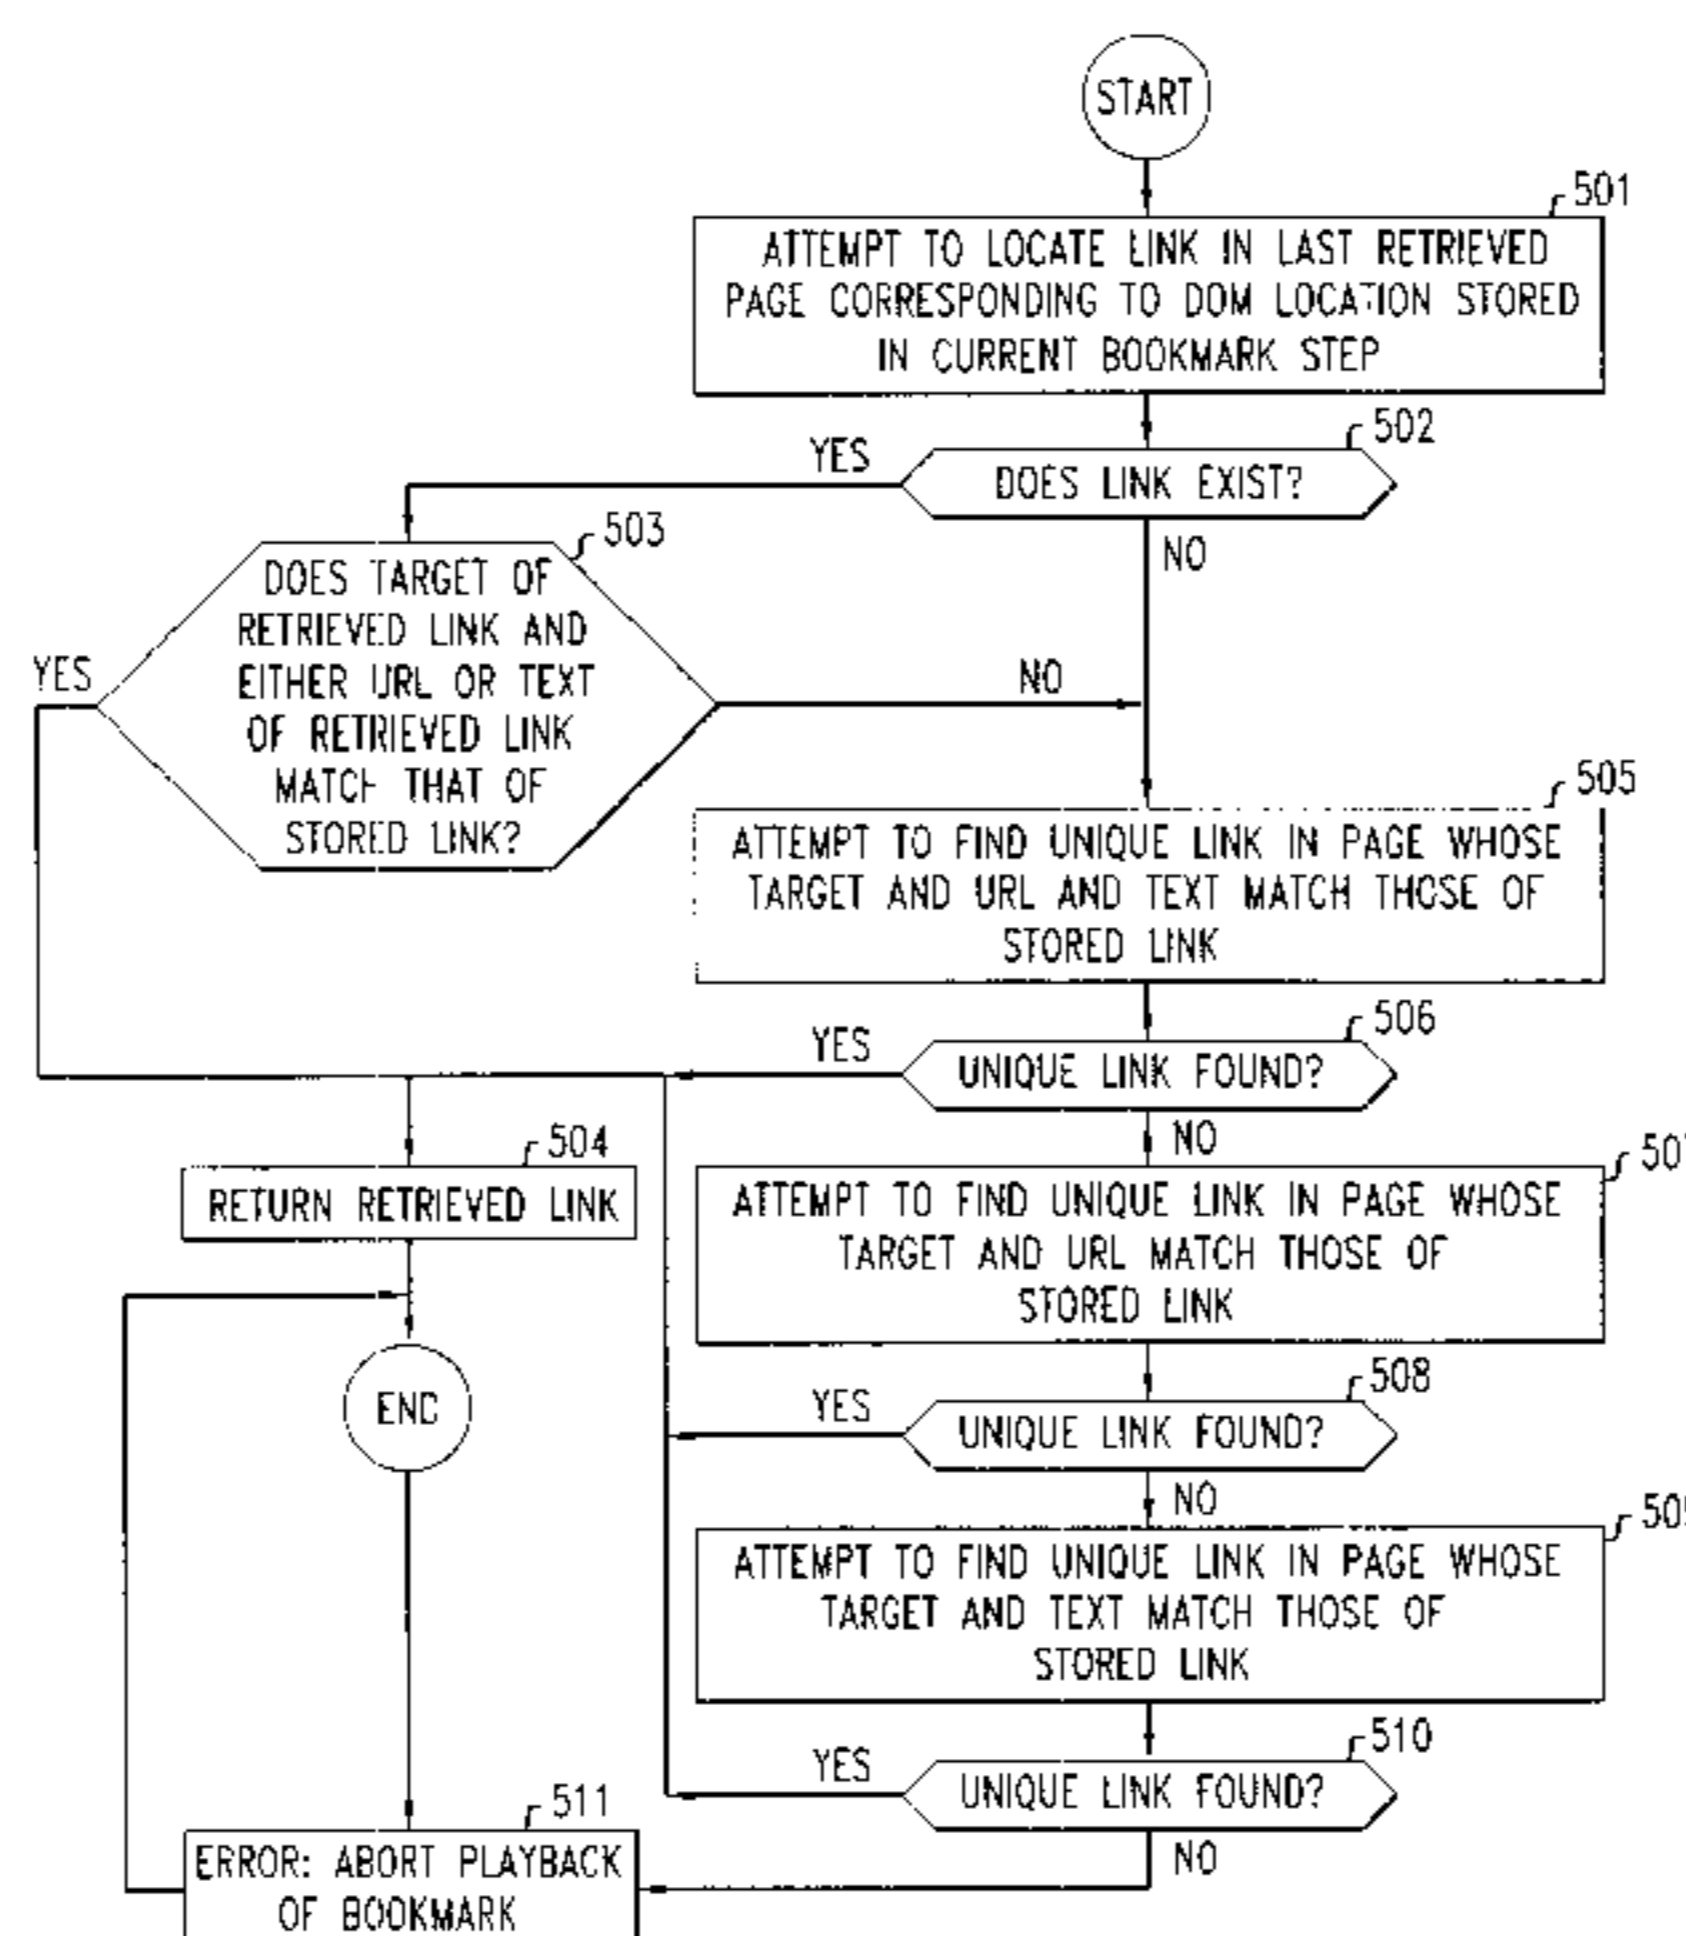 START
501
ATTEMPT TO LOCATE LINK IN LAST RETRIEVED
PAGE CORRESPONDING TO DOM LOCATION STORED
IN CURRENT BOOKMARK STEP
502
YES
DOES LINK EXIST?
NO
503
DOES TARGET OF
RETRIEVED LINK AND
EITHER URL OR TEXT
OF RETRIEVED LINK
MATCH THAT OF
STORED LINK?
YES
NO
505
ATTEMPT TO FIND UNIQUE LINK IN PAGE WHOSE
TARGET AND URL AND TEXT MATCH THOSE OF
STORED LINK
506
YES
UNIQUE LINK FOUND?
NO
504
RETURN RETRIEVED LINK
ATTEMPT TO FIND UNIQUE LINK IN PAGE WHOSE
TARGET AND URL MATCH THOSE OF
STORED LINK
END
508
YES
UNIQUE LINK FOUND?
NO
ATTEMPT TO FIND UNIQUE LINK IN PAGE WHOSE
TARGET AND TEXT MATCH THOSE OF
STORED LINK
510
YES
UNIQUE LINK FOUND?
NO
511
ERROR: ABORT PLAYBACK
OF BOOKMARK